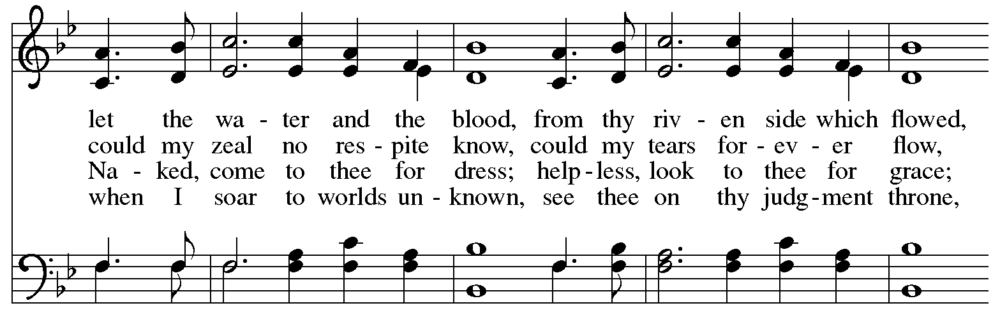 let the wa - ter and the blood, from thy riv - en side which flowed,
could my zeal no res - pite know, could my tears for - ev - er flow,
Na - ked, come to thee for dress; help - less, look to thee for grace;
when I soar to worlds un - known, see thee on thy judg - ment throne,